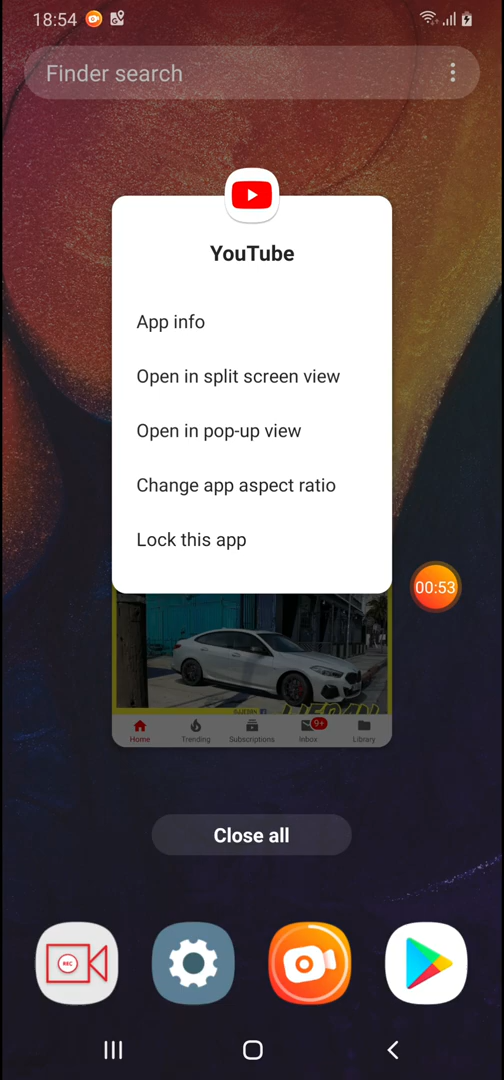 18:54
Finder search
YouTube
App info
Open in split screen view
Open in pop-up view
Change app aspect ratio
Lock this app
00:53
9+
Home Trending Subscriptions Inbox Library
Close all
REC